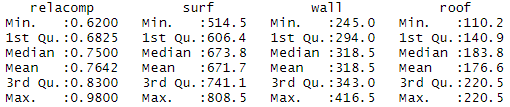 relacomp surf wall roof
Min. :0.6200 Min. :514.5 Min. :245.0 Min. :110.2
1st Qu.:0.6825 1st Qu.:606.4 1st Qu.:294.0 1st Qu.:140.9
Median :0.7500 Median :673.8 Median :318.5 Median :183.8
Mean :0.7642 Mean :671.7 Mean :318.5 Mean :176.6
3rd Qu.:0.8300 3rd Qu.:741.1 3rd Qu.:343.0 3rd Qu.:220.5
Max. :0.9800 Max. :808.5 Max. :416.5 Max. :220.5